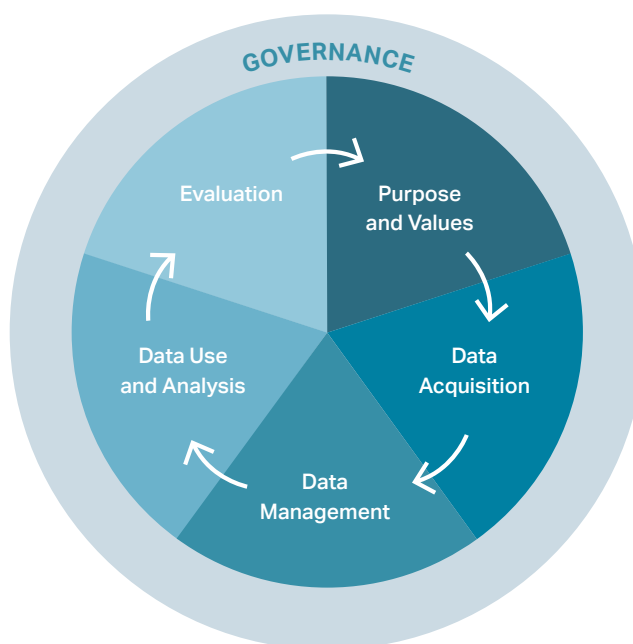 GOVERNANCE
Evaluation
Purpose
and Values
Data Use
and Analysis
Data
Acquisition
Data
Management